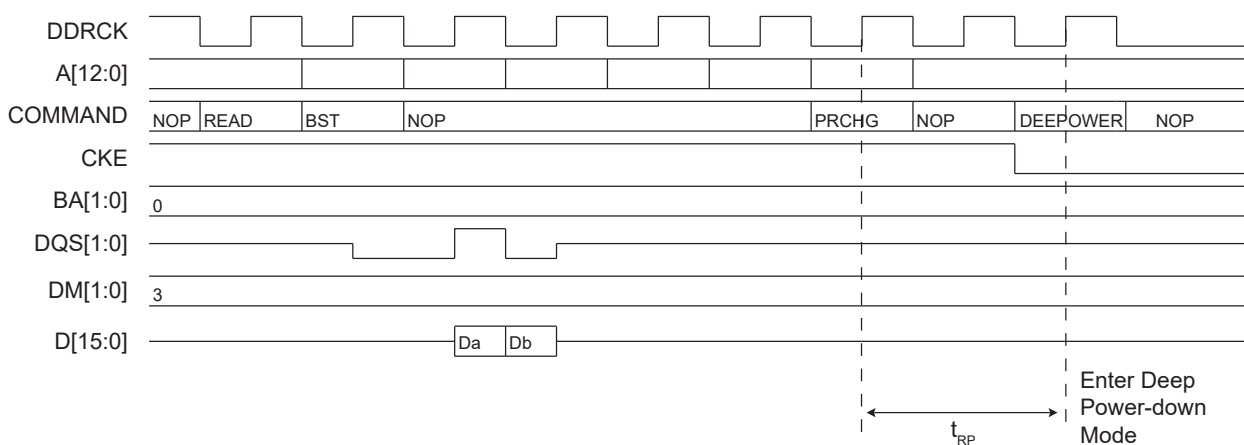 DDRCK
A[12:0]
COMMAND NOP READ BST NOP PRCHG NOP DEEPOWER NOP
CKE
BA[1:0] 0
DQS[1:0]
DM[1:0] 3
D[15:0] Da Db
Enter Deep
Power-down
Mode
tRP